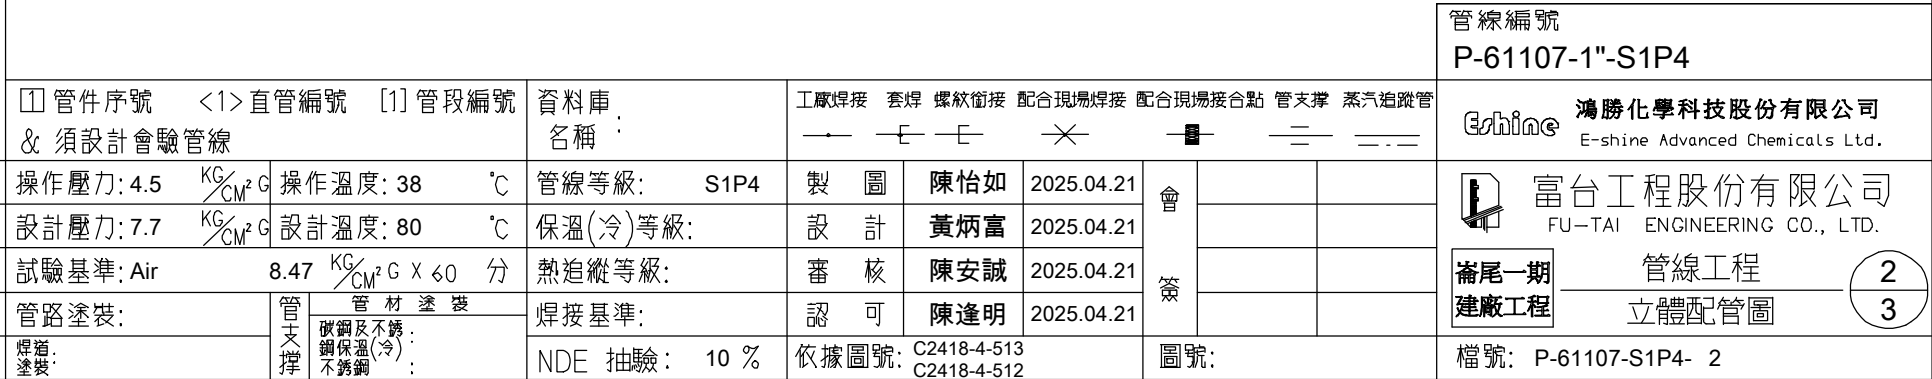 管線編號
P-61107-1"-S1P4
1 管件序號 <1>直管編號 [1]管段編號
& 須設計會驗管線
資料庫
名稱 :
工廠焊接 套焊 螺紋銜接 配合現場焊接 配合現場接合點 管支撐 蒸汽追蹤管
Eshine 鴻勝化學科技股份有限公司
E-shine Advanced Chemicals Ltd.
操作壓力: 4.5 KG/CM² G 操作溫度: 38 °C 管線等級: S1P4 製 圖 陳怡如 2025.04.21
設計壓力: 7.7 KG/CM² G 設計溫度: 80 °C 保溫(冷)等級: 設 計 黃炳富 2025.04.21
會
簽
富台工程股份有限公司
FU-TAI ENGINEERING CO., LTD.
試驗基準: Air 8.47 KG/CM² G X 60 分 熱追縱等級: 審 核 陳安誠 2025.04.21
管路塗裝: 管支撐 管材塗裝 焊接基準: 認 可 陳逢明 2025.04.21
碳鋼及不銹 :
鋼保溫(冷)
不銹鋼 :
崙尾一期
建廠工程
管線工程
立體配管圖
2
3
焊道:
塗裝:
NDE 抽驗: 10 %
依據圖號: C2418-4-513
C2418-4-512
圖號:
檔號: P-61107-S1P4- 2